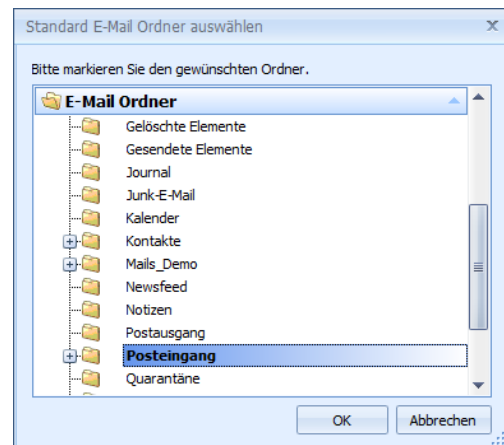 Standard E-Mail Ordner auswählen
Bitte markieren Sie den gewünschten Ordner.
E-Mail Ordner
Gelöschte Elemente
Gesendete Elemente
Journal
Junk-E-Mail
Kalender
Kontakte
Mails_Demo
Newsfeed
Notizen
Postausgang
Posteingang
Quarantäne
OK Abbrechen